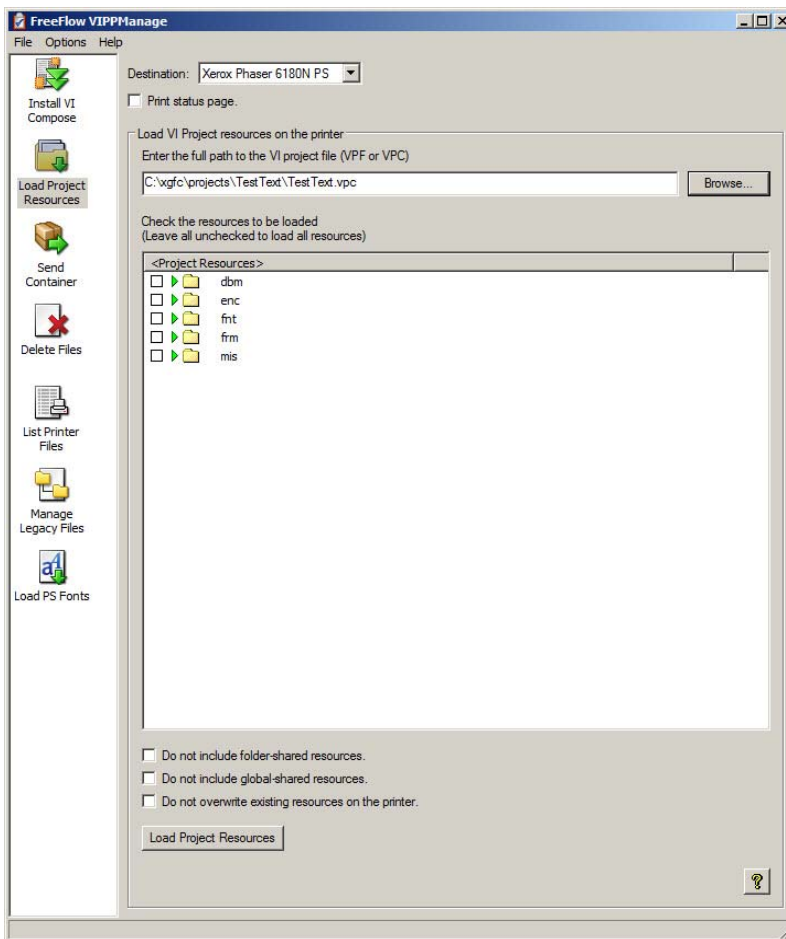 FreeFlow VIPPManage
File Options Help
Install VI
Compose
Load Project
Resources
Send
Container
Delete Files
List Printer
Files
Manage
Legacy Files
Load PS Fonts
Destination: Xerox Phaser 6180N PS
Print status page.
Load VI Project resources on the printer
Enter the full path to the VI project file (VPF or VPC)
C:\xgfc\projects\TestText\TestText.vpc
Browse...
Check the resources to be loaded
(Leave all unchecked to load all resources)
<Project Resources>
dbm
enc
fnt
frm
mis
Do not include folder-shared resources.
Do not include global-shared resources.
Do not overwrite existing resources on the printer.
Load Project Resources